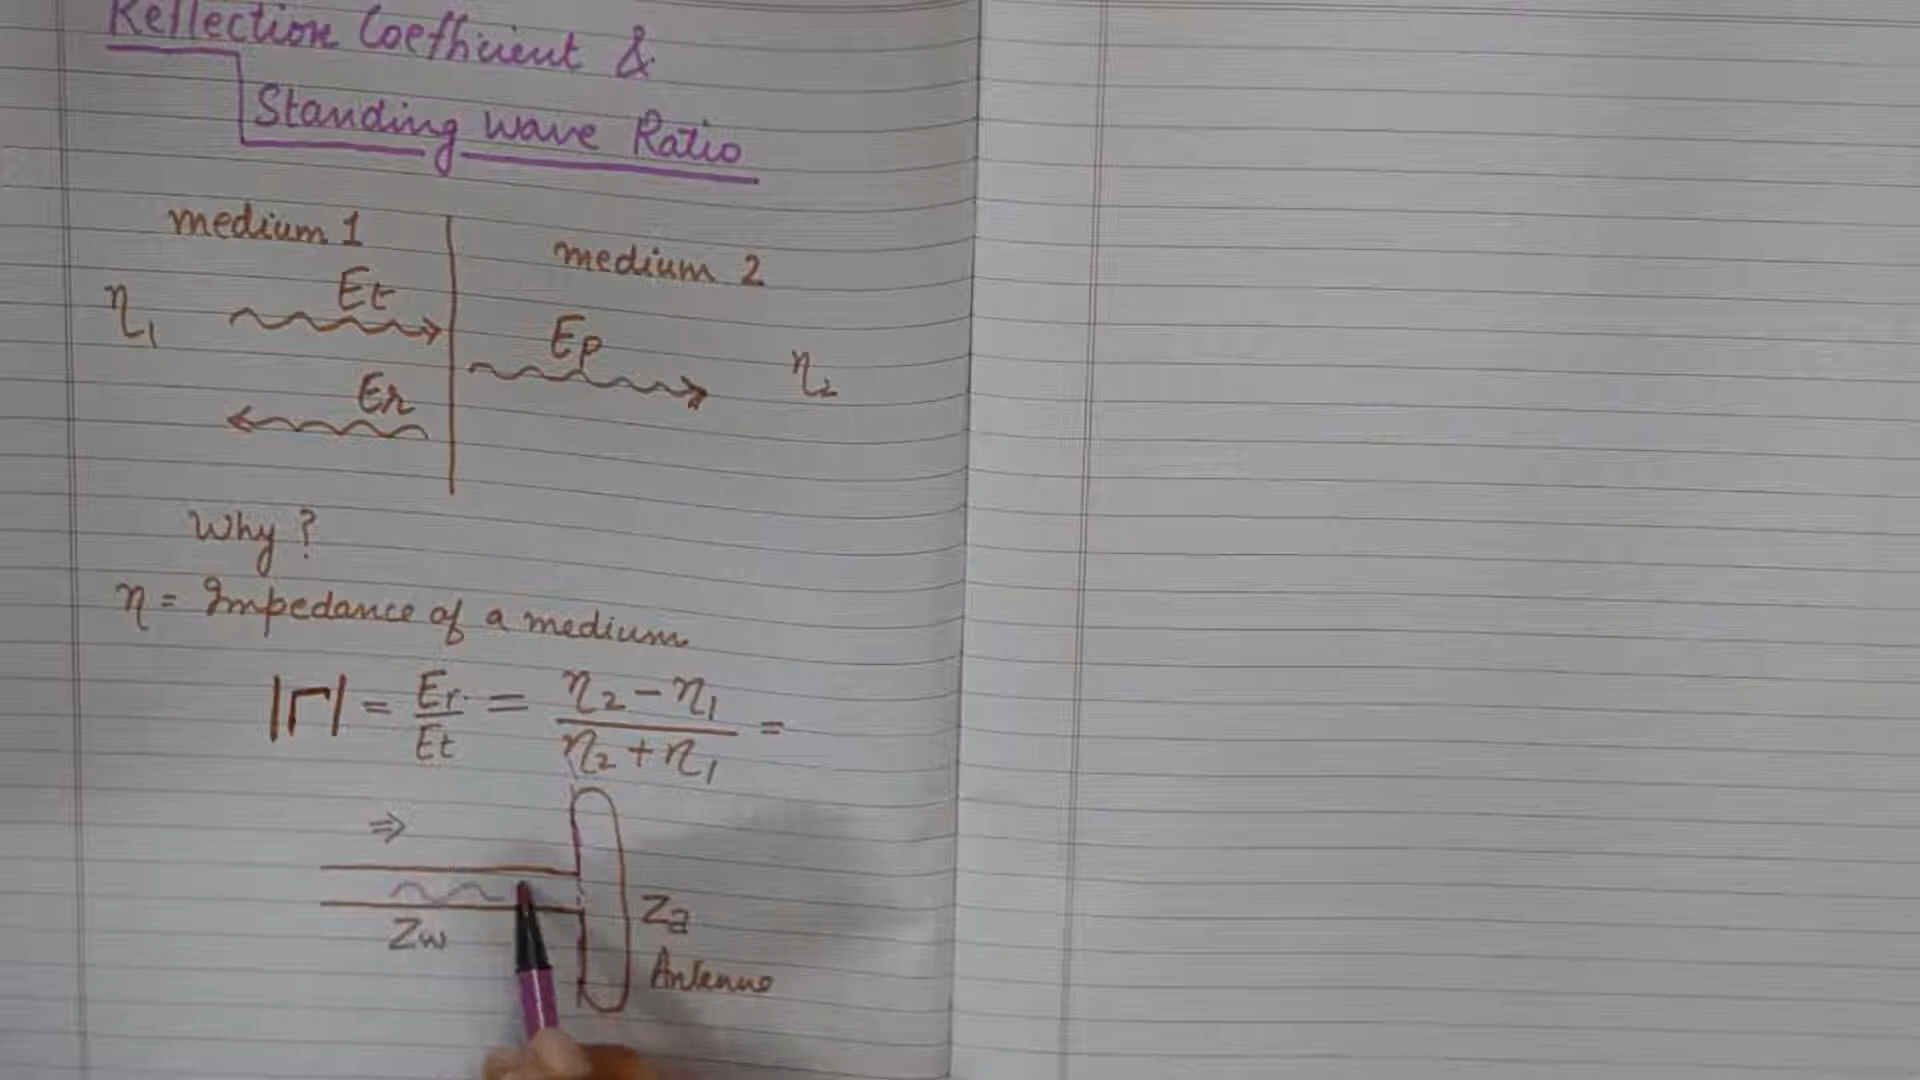 Reflection Coefficient &
Standing Wave Ratio
medium 1
medium 2
η₁
Et
Ep
η₂
Er
Why ?
η = Impedance of a medium
|Γ| = Er/Et = (η₂ - η₁)/(η₂ + η₁) =
⇒
Zw
Za
Antenna